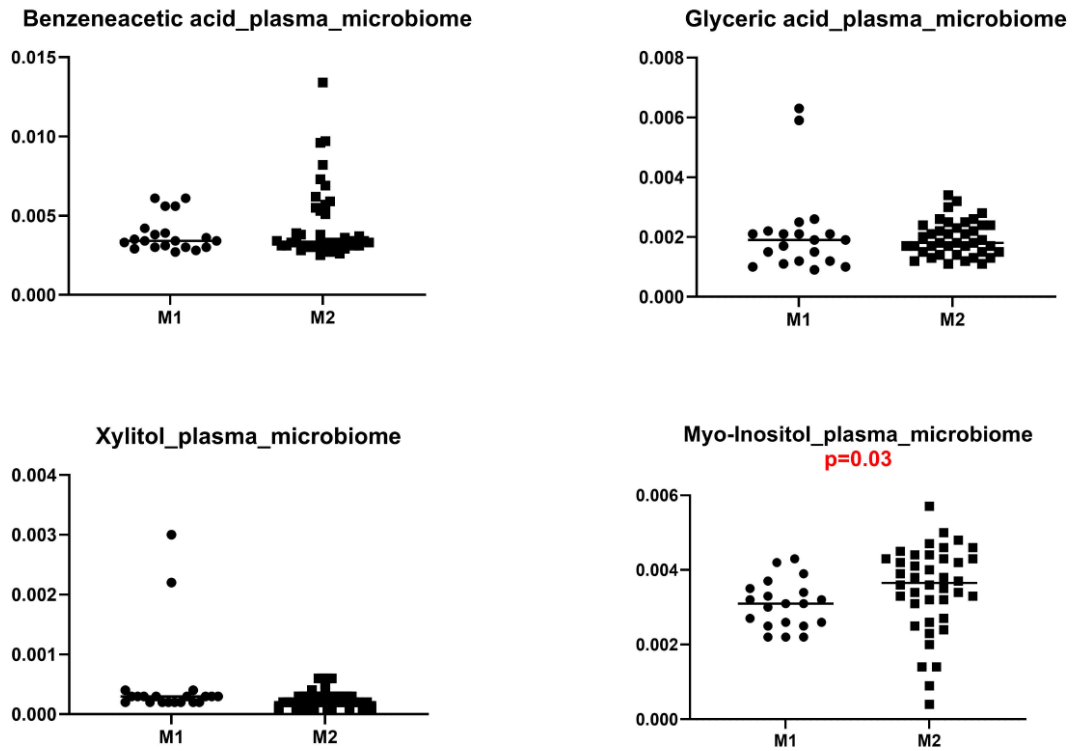 Benzeneacetic acid_plasma_microbiome
0.015
0.010
0.005
0.000
M1 M2
Glyceric acid_plasma_microbiome
0.008
0.006
0.004
0.002
0.000
M1 M2
Xylitol_plasma_microbiome
0.004
0.003
0.002
0.001
0.000
M1 M2
Myo-Inositol_plasma_microbiome
p=0.03
0.006
0.004
0.002
0.000
M1 M2